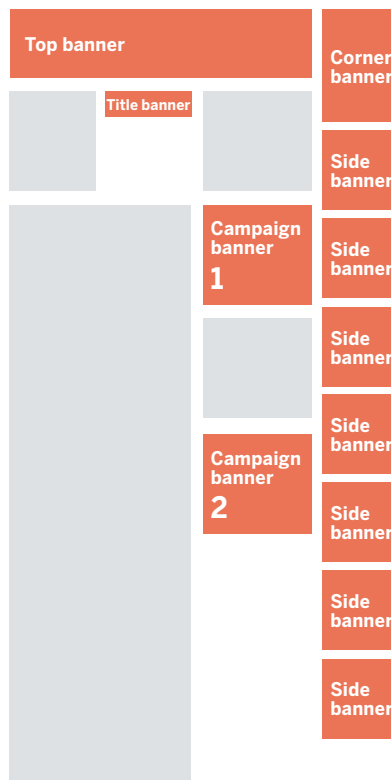 Top banner
Corner
banner
Title banner
Side
banner
Campaign
banner
1
Side
banner
Side
banner
Side
banner
Campaign
banner
2
Side
banner
Side
banner
Side
banner